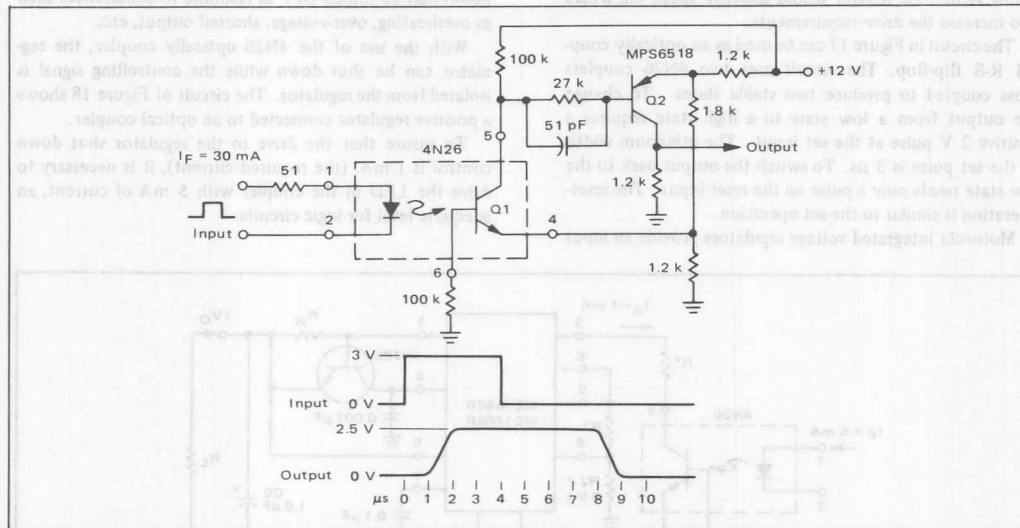 100 k
MPS6515
1.2 k
+12 V
27 k
Q2
1.8 k
51 pF
5
Output
IF = 30 mA
4N26
51
1
1.2 k
Q1
2
4
Input
1.2 k
6
100 k
3 V
Input 0 V
2.5 V
Output 0 V
μs 0 1 2 3 4 5 6 7 8 9 10
as overheating, over-voltage, shorted output, etc.
With the use of the 4N26 optically coupler, the reg-
ulator can be shut down while the controlling signal is
isolated from the regulator. The circuit of Figure 18 shows
a positive regulator connected to an optical coupler.
To assure that the drive to the regulator shut down
control is 1 mA, (the required current), it is necessary to
drive the LED in the coupler with 5 mA of current, an
adequate level for logic circuits.
to increase the drive requirements.
The circuit in Figure 17 can be used as an optically coup-
R-S flip-flop.
coupled to produce two stable states. To change
output from a low state to a high state requires a
positive 2 V pulse at the set input. The minimum width
the set pulse is 3 μs. To switch the output back to the
state needs only a pulse on the reset input. The reset-
eration is similar to the set operation.
Motorola integrated voltage regulators provide an input
4N26
IF = 5 mA